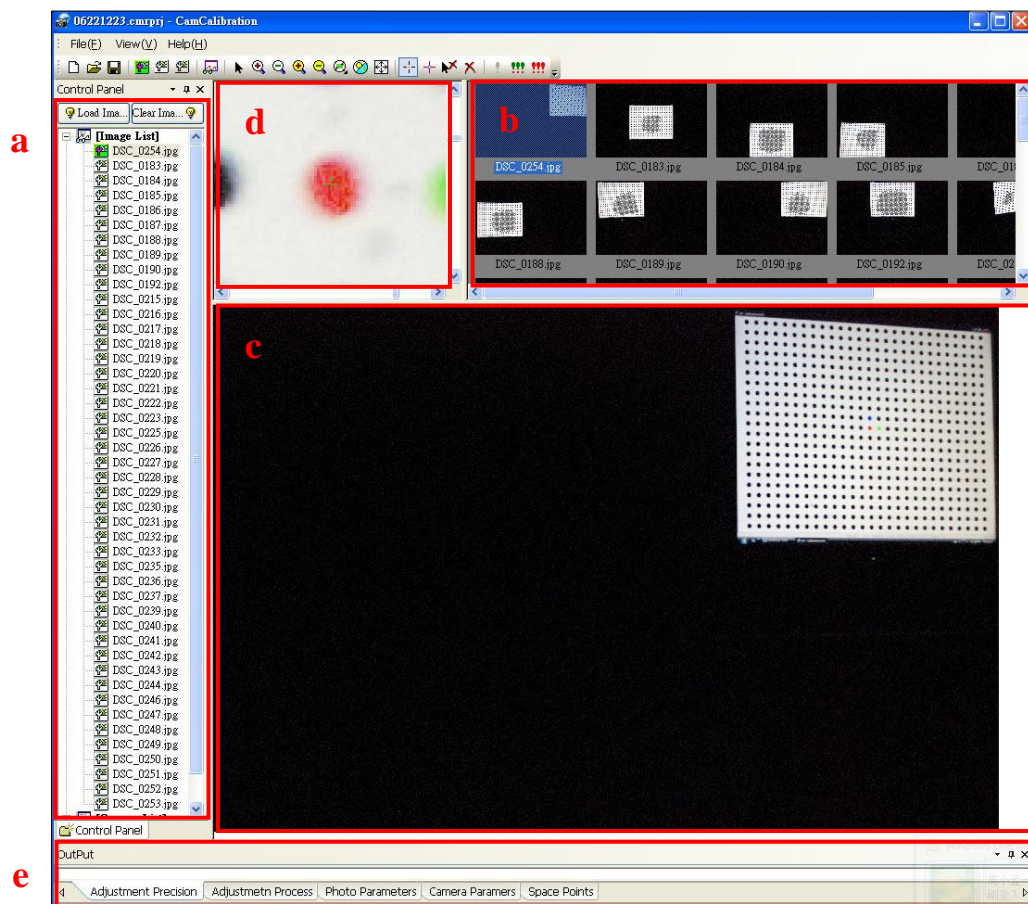 06221223.cmrprj - CamCalibration
File(F) View(V) Help(H)
Control Panel
a
Load Ima...
Clear Ima...
[Image List]
DSC_0254.jpg
DSC_0183.jpg
DSC_0184.jpg
DSC_0185.jpg
DSC_0186.jpg
DSC_0187.jpg
DSC_0188.jpg
DSC_0189.jpg
DSC_0190.jpg
DSC_0192.jpg
DSC_0215.jpg
DSC_0216.jpg
DSC_0217.jpg
DSC_0218.jpg
DSC_0219.jpg
DSC_0220.jpg
DSC_0221.jpg
DSC_0222.jpg
DSC_0223.jpg
DSC_0225.jpg
DSC_0226.jpg
DSC_0227.jpg
DSC_0228.jpg
DSC_0229.jpg
DSC_0230.jpg
DSC_0231.jpg
DSC_0232.jpg
DSC_0233.jpg
DSC_0235.jpg
DSC_0236.jpg
DSC_0237.jpg
DSC_0239.jpg
DSC_0240.jpg
DSC_0241.jpg
DSC_0242.jpg
DSC_0243.jpg
DSC_0244.jpg
DSC_0246.jpg
DSC_0247.jpg
DSC_0248.jpg
DSC_0249.jpg
DSC_0250.jpg
DSC_0251.jpg
DSC_0252.jpg
DSC_0253.jpg
Control Panel
d
b
DSC_0254.jpg DSC_0183.jpg DSC_0184.jpg DSC_0185.jpg DSC_018
DSC_0188.jpg DSC_0189.jpg DSC_0190.jpg DSC_0192.jpg DSC_02
c
e
OutPut
Adjustment Precision Adjustmetn Process Photo Parameters Camera Paramers Space Points